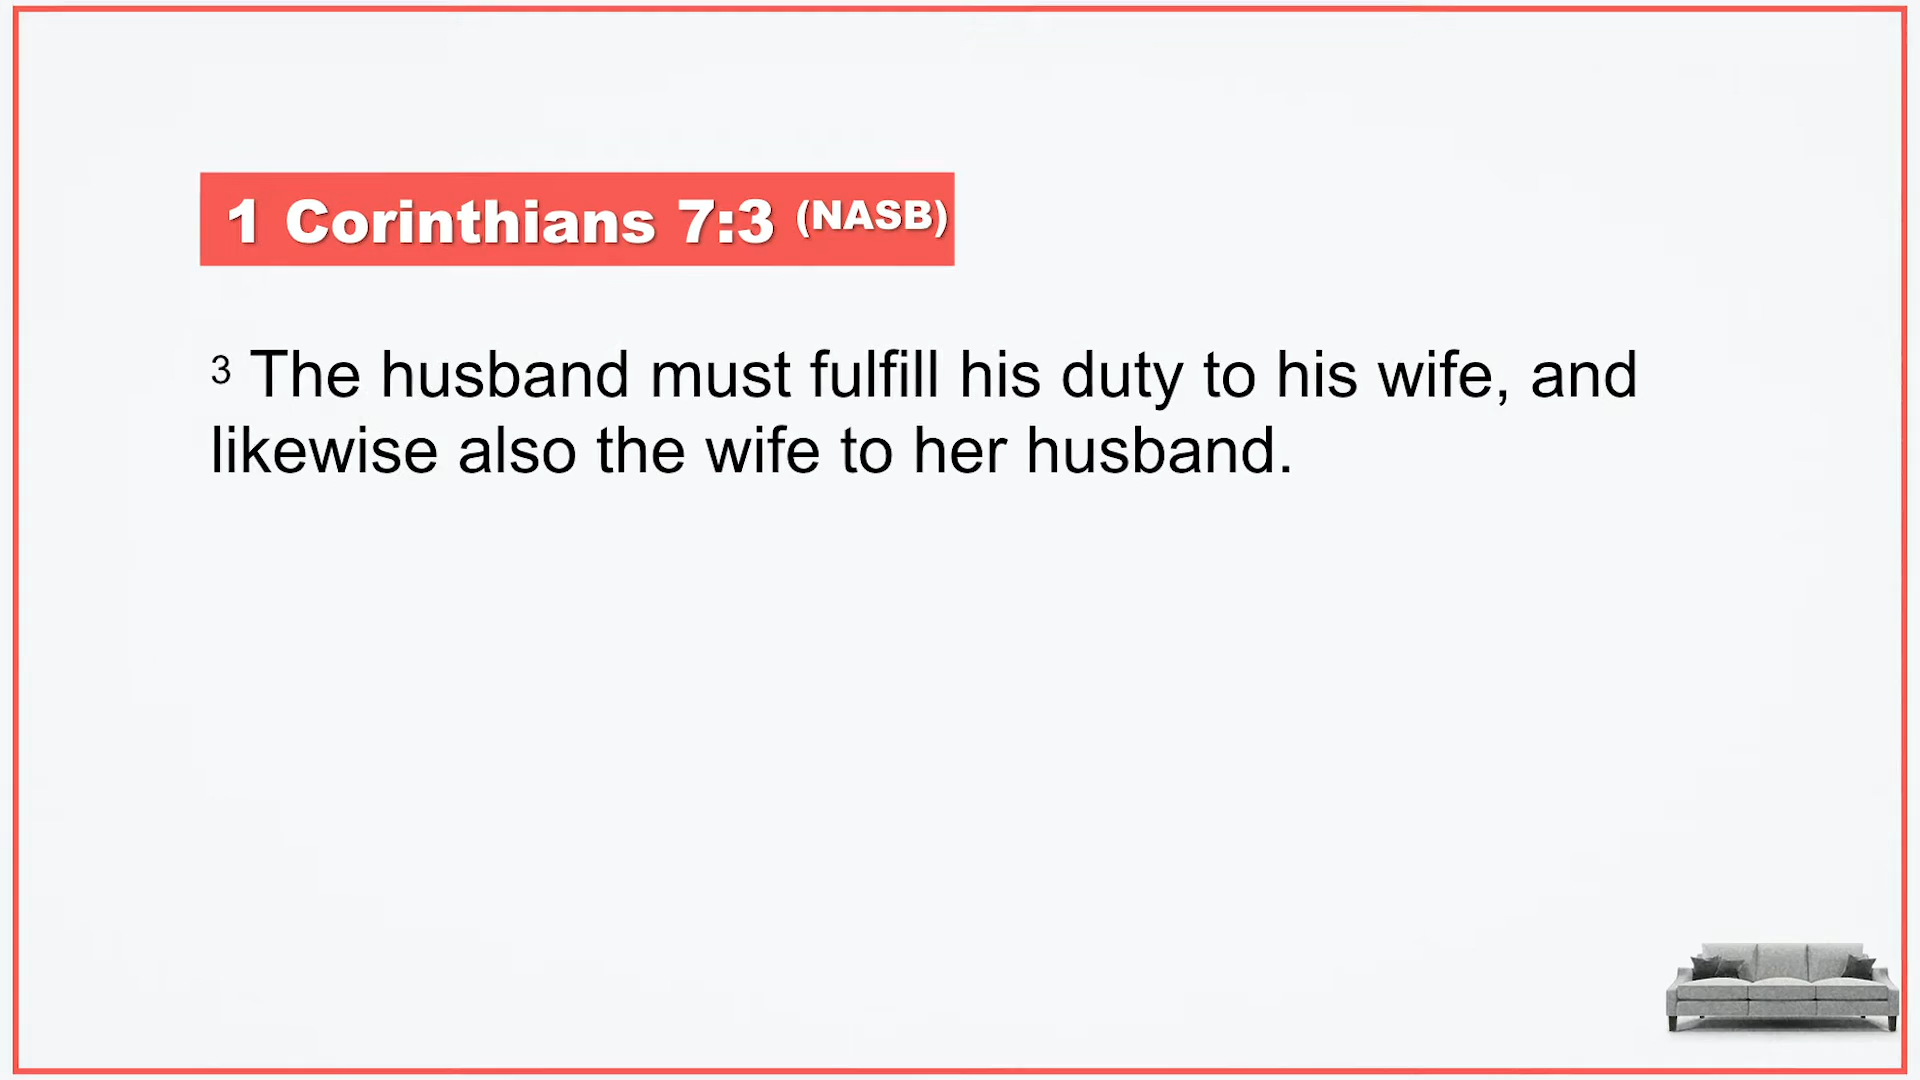 1 Corinthians 7:3 (NASB)
3 The husband must fulfill his duty to his wife, and
likewise also the wife to her husband.